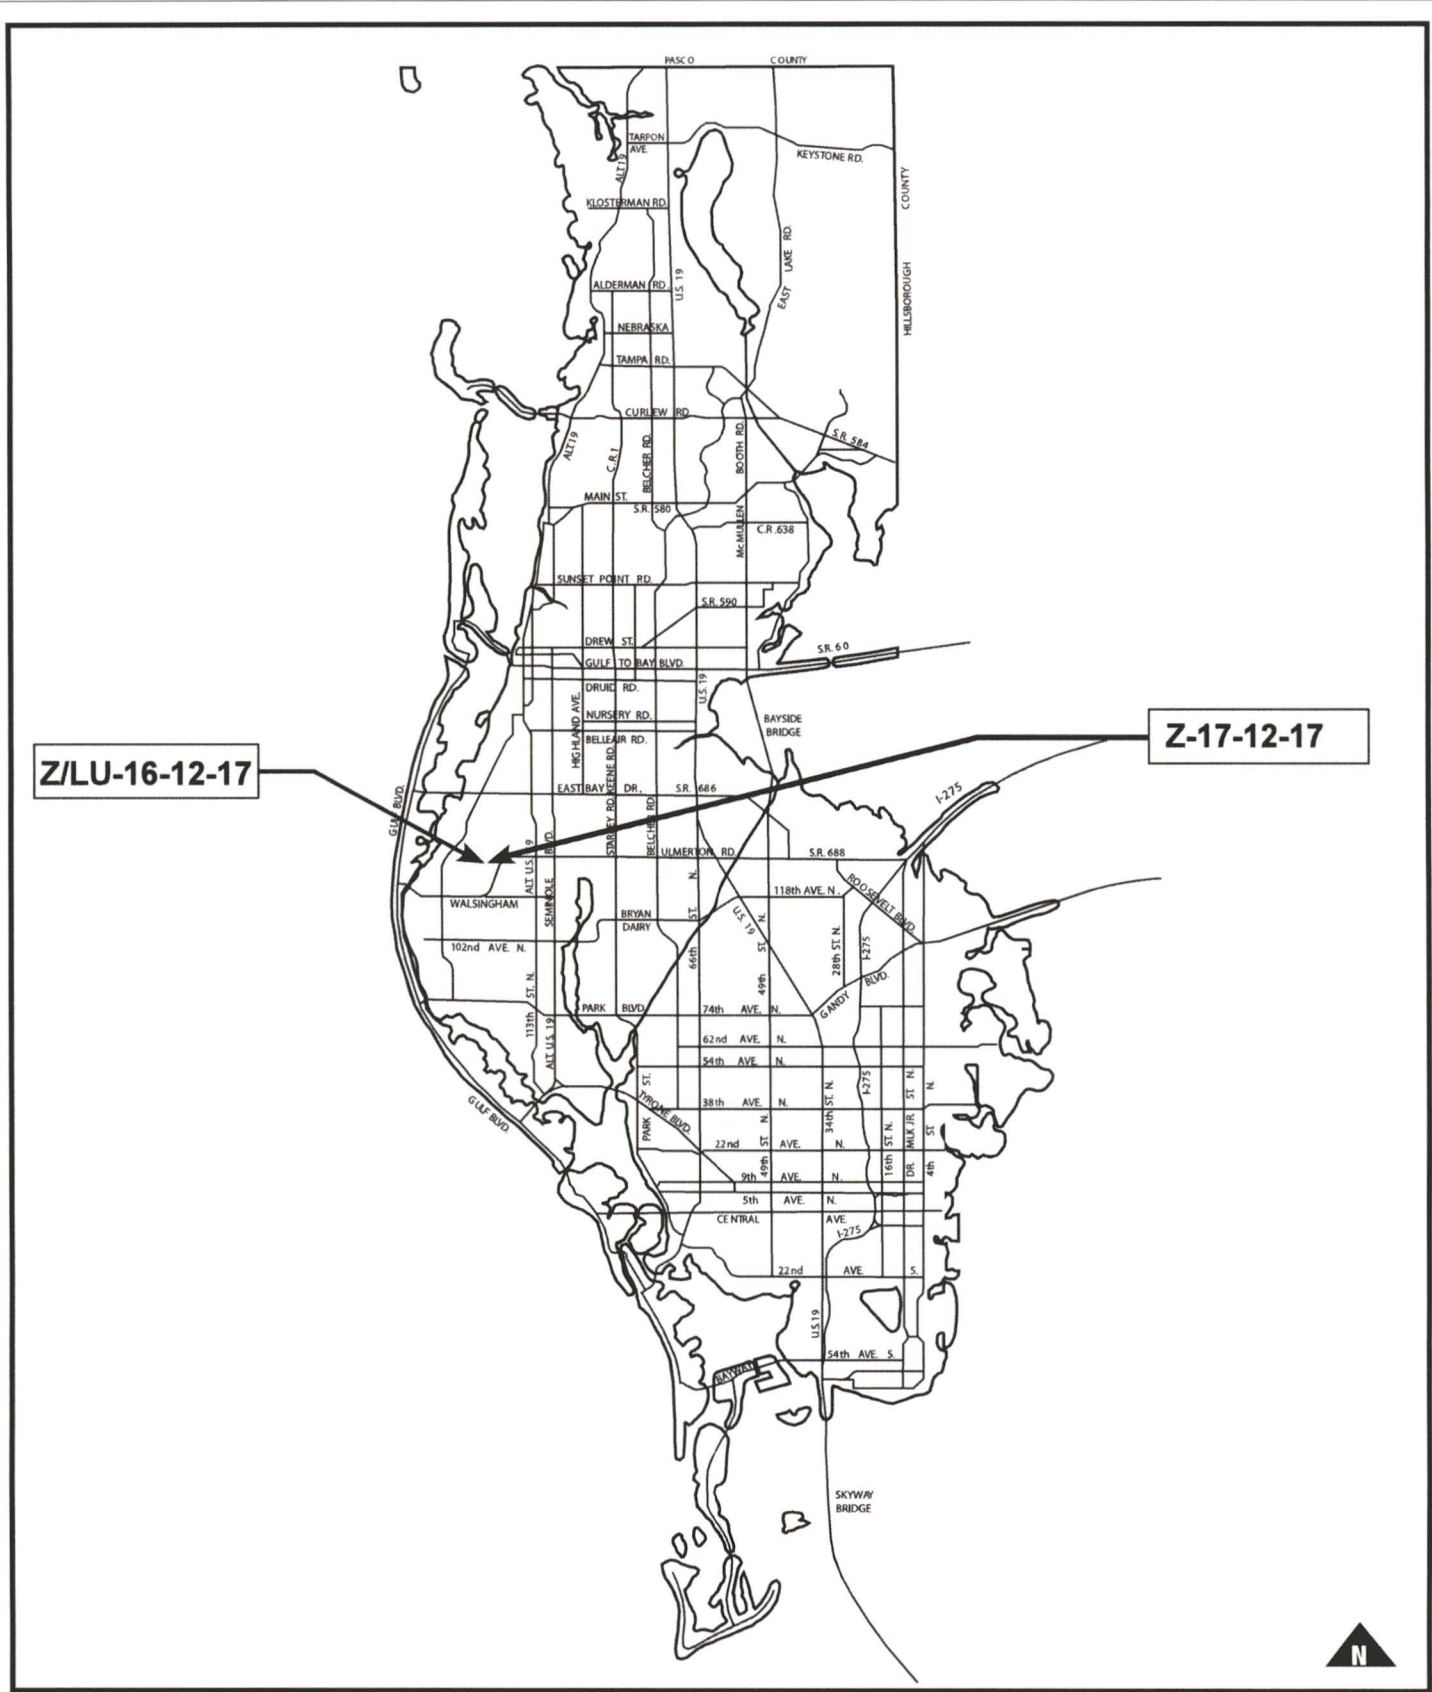 PASCO COUNTY
TARPON
AVE.
KEYSTONE RD.
ALT 19
COUNTY
KLOSTERMAN RD.
EAST LAKE RD.
U.S. 19
ALDERMAN RD.
HILLSBOROUGH
NEBRASKA
TAMPA RD.
CURLEW RD
S.R. 584
ALT 19
C.R.1
BELCHER RD.
McMULLEN BOOTH RD.
MAIN ST.
S.R. 580
C.R.638
SUNSET POINT RD.
S.R. 590
DREW ST.
S.R. 60
GULF TO BAY BLVD.
DRUID RD.
U.S. 19
HIGHLAND AVE.
NURSERY RD.
BAYSIDE
BRIDGE
Z-17-12-17
BELLEAIR RD.
Z/LU-16-12-17
STARKEY RD.
KEENE RD.
EAST BAY DR. S.R. 686
I-275
GULF BLVD.
BELCHER RD.
ULMERTON RD.
S.R. 688
ALT U.S. 19
SEMINOLE BLVD.
ROOSEVELT BLVD.
118th AVE. N.
WALSINGHAM
BRYAN
DAIRY
U.S. 19
102nd AVE. N.
66th ST. N.
49th ST. N.
28th ST. N.
I-275
GANDY BLVD.
113th ST. N.
ALT U.S. 19
PARK BLVD.
74th AVE. N.
62nd AVE. N.
54th AVE. N.
I-275
GULF BLVD.
PARK ST.
TYRONE BLVD.
38th AVE. N.
34th ST. N.
DR. MLK JR. ST. N.
22nd AVE. N.
49th ST. N.
16th ST. N.
4th ST. N.
9th AVE. N.
5th AVE. N.
CENTRAL AVE.
I-275
22nd AVE. S.
U.S.19
54th AVE. S.
BAYWAY
SKYWAY
BRIDGE
N